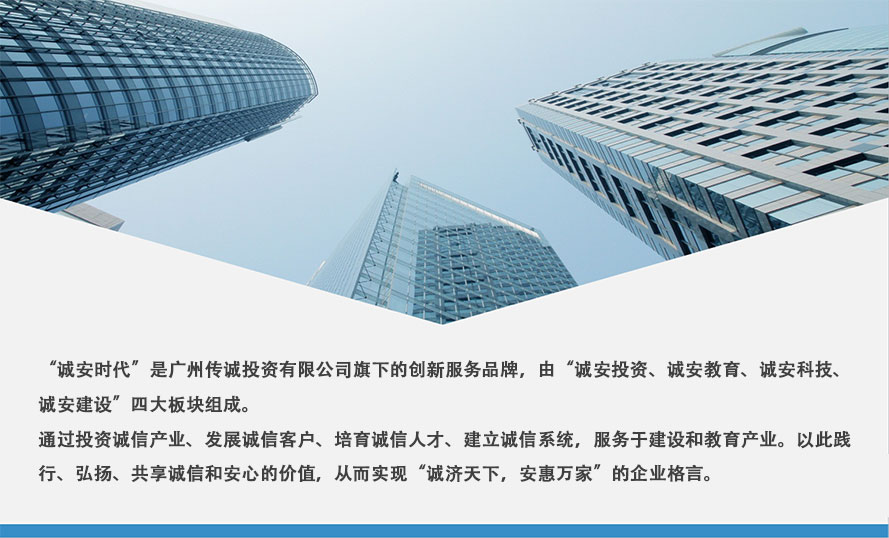 “诚安时代”是广州传诚投资有限公司旗下的创新服务品牌，由“诚安投资、诚安教育、诚安科技、
诚安建设”四大板块组成。
通过投资诚信产业、发展诚信客户、培育诚信人才、建立诚信系统，服务于建设和教育产业。以此践
行、弘扬、共享诚信和安心的价值，从而实现“诚济天下，安惠万家”的企业格言。